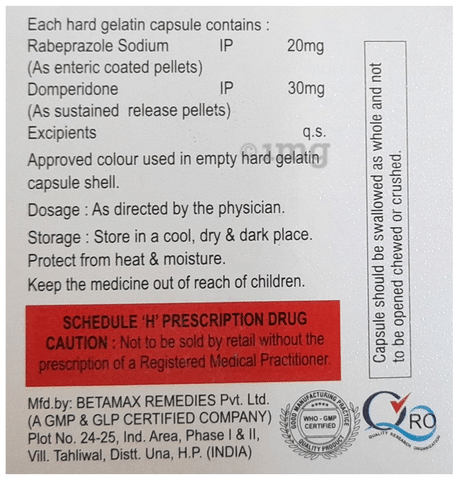 Each hard gelatin capsule contains :
Rabeprazole Sodium IP 20mg
(As enteric coated pellets)
Domperidone IP 30mg
(As sustained release pellets)
Excipients q.s.
Approved colour used in empty hard gelatin
capsule shell.
Dosage : As directed by the physician.
Storage : Store in a cool, dry & dark place.
Protect from heat & moisture.
Keep the medicine out of reach of children.
SCHEDULE 'H' PRESCRIPTION DRUG
CAUTION : Not to be sold by retail without the
prescription of a Registered Medical Practitioner.
Mfd.by: BETAMAX REMEDIES Pvt. Ltd.
(A GMP & GLP CERTIFIED COMPANY)
Plot No. 24-25, Ind. Area, Phase I & II,
Vill. Tahliwal, Distt. Una, H.P. (INDIA)
Capsule should be swallowed as whole and not
to be opened chewed or crushed.
GOOD MANUFACTURING PRACTICE
WHO - GMP
CERTIFIED
QUALITY PRODUCT
QRO
QUALITY RESEARCH ORGANIZATION
© 1mg